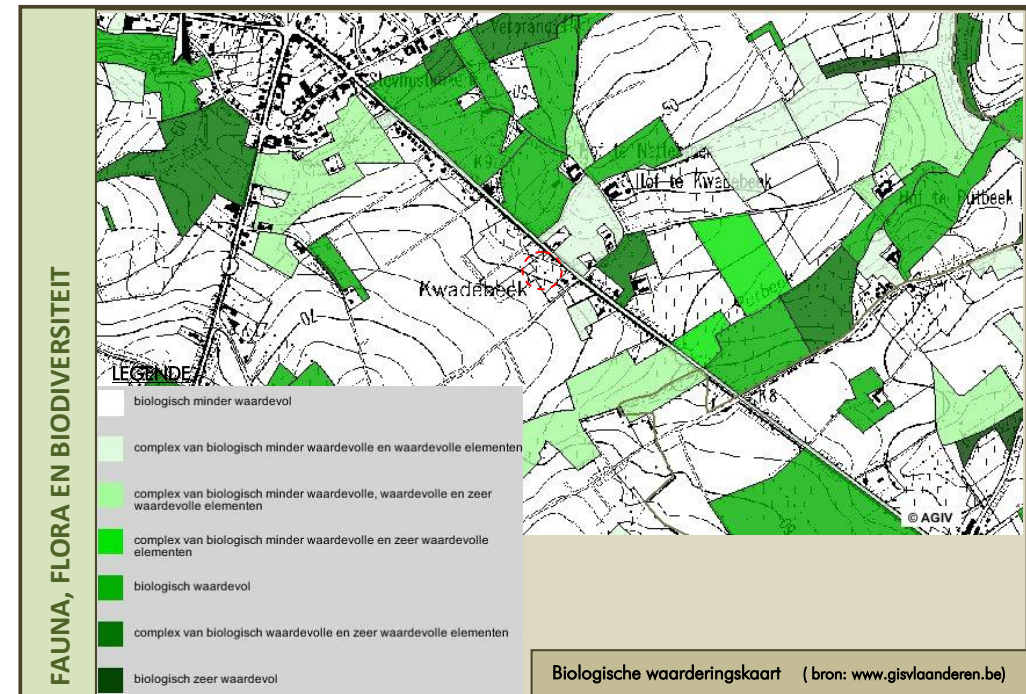 FAUNA, FLORA EN BIODIVERSITEIT
Hof te Kwadebeek
Kwadebeek
70
K9
K8
© AGIV
LEGENDE
biologisch minder waardevol
complex van biologisch minder waardevolle en waardevolle elementen
complex van biologisch minder waardevolle, waardevolle en zeer
waardevolle elementen
complex van biologisch minder waardevolle en zeer waardevolle
elementen
biologisch waardevol
complex van biologisch waardevolle en zeer waardevolle elementen
biologisch zeer waardevol
Biologische waarderingskaart ( bron: www.gisvlaanderen.be)